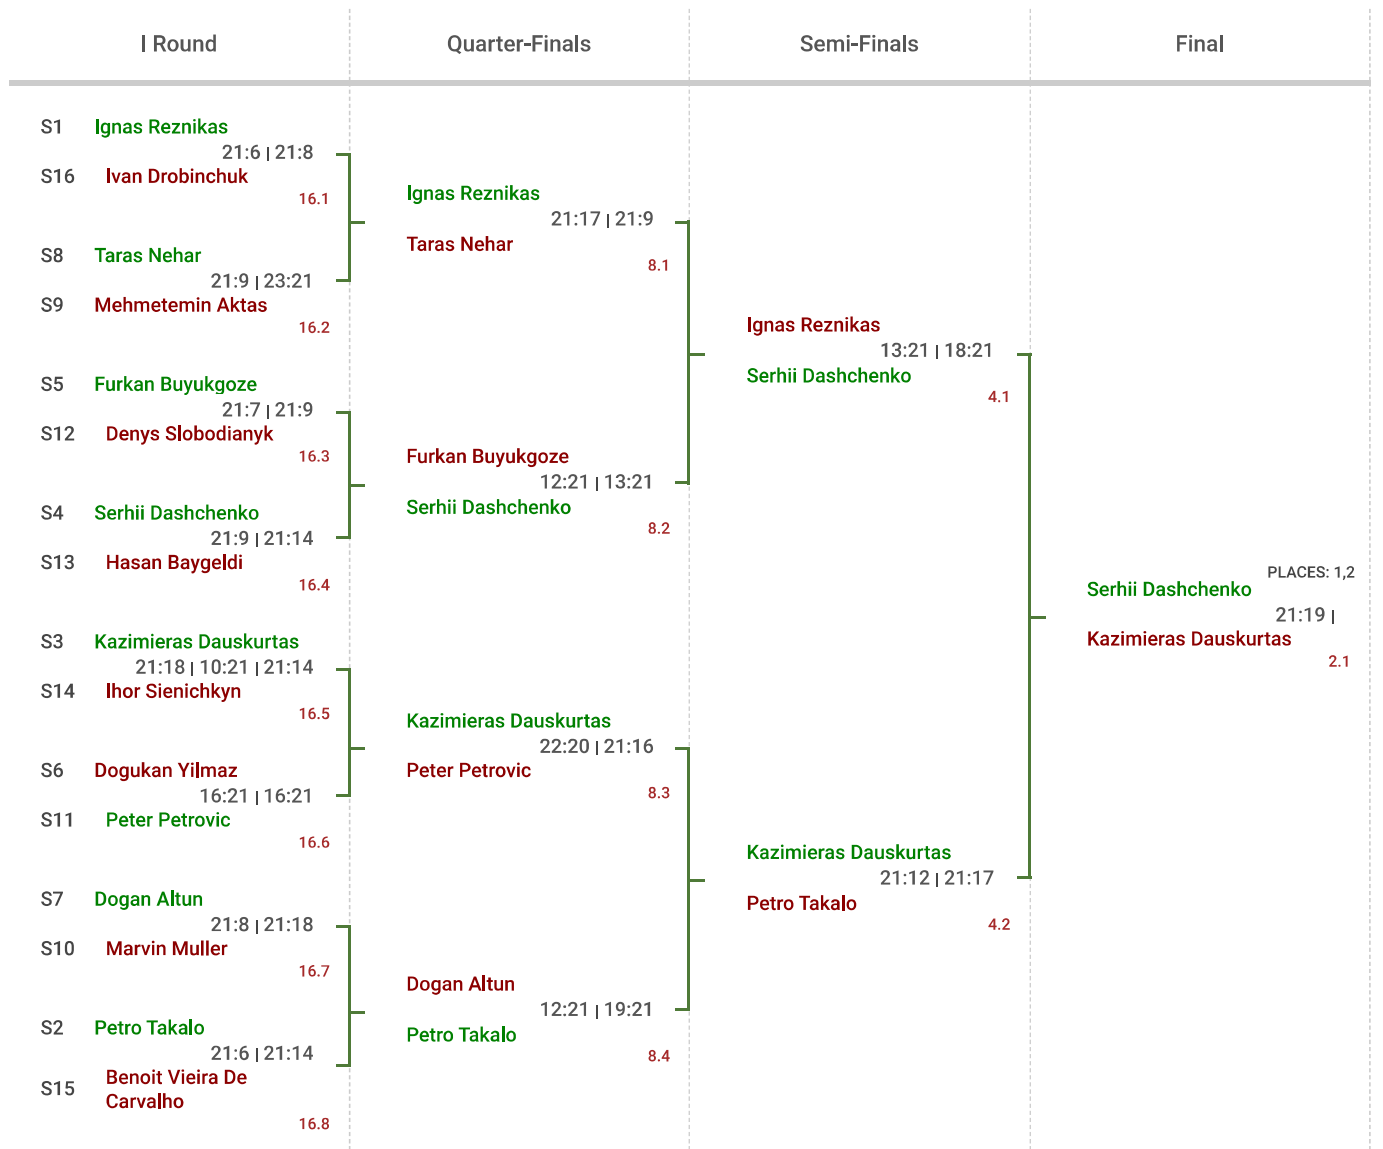 I Round
Quarter-Finals
Semi-Finals
Final
S1 Ignas Reznikas
21:6 | 21:8
S16 Ivan Drobinchuk
16.1
S8 Taras Nehar
21:9 | 23:21
S9 Mehmetemin Aktas
16.2
S5 Furkan Buyukgoze
21:7 | 21:9
S12 Denys Slobodianyk
16.3
S4 Serhii Dashchenko
21:9 | 21:14
S13 Hasan Baygeldi
16.4
S3 Kazimieras Dauskurtas
21:18 | 10:21 | 21:14
S14 Ihor Sienichkyn
16.5
S6 Dogukan Yilmaz
16:21 | 16:21
S11 Peter Petrovic
16.6
S7 Dogan Altun
21:8 | 21:18
S10 Marvin Muller
16.7
S2 Petro Takalo
21:6 | 21:14
S15 Benoit Vieira De
Carvalho
16.8
Ignas Reznikas
21:17 | 21:9
Taras Nehar
8.1
Furkan Buyukgoze
12:21 | 13:21
Serhii Dashchenko
8.2
Kazimieras Dauskurtas
22:20 | 21:16
Peter Petrovic
8.3
Dogan Altun
12:21 | 19:21
Petro Takalo
8.4
Ignas Reznikas
13:21 | 18:21
Serhii Dashchenko
4.1
Kazimieras Dauskurtas
21:12 | 21:17
Petro Takalo
4.2
PLACES: 1,2
Serhii Dashchenko
21:19 |
Kazimieras Dauskurtas
2.1